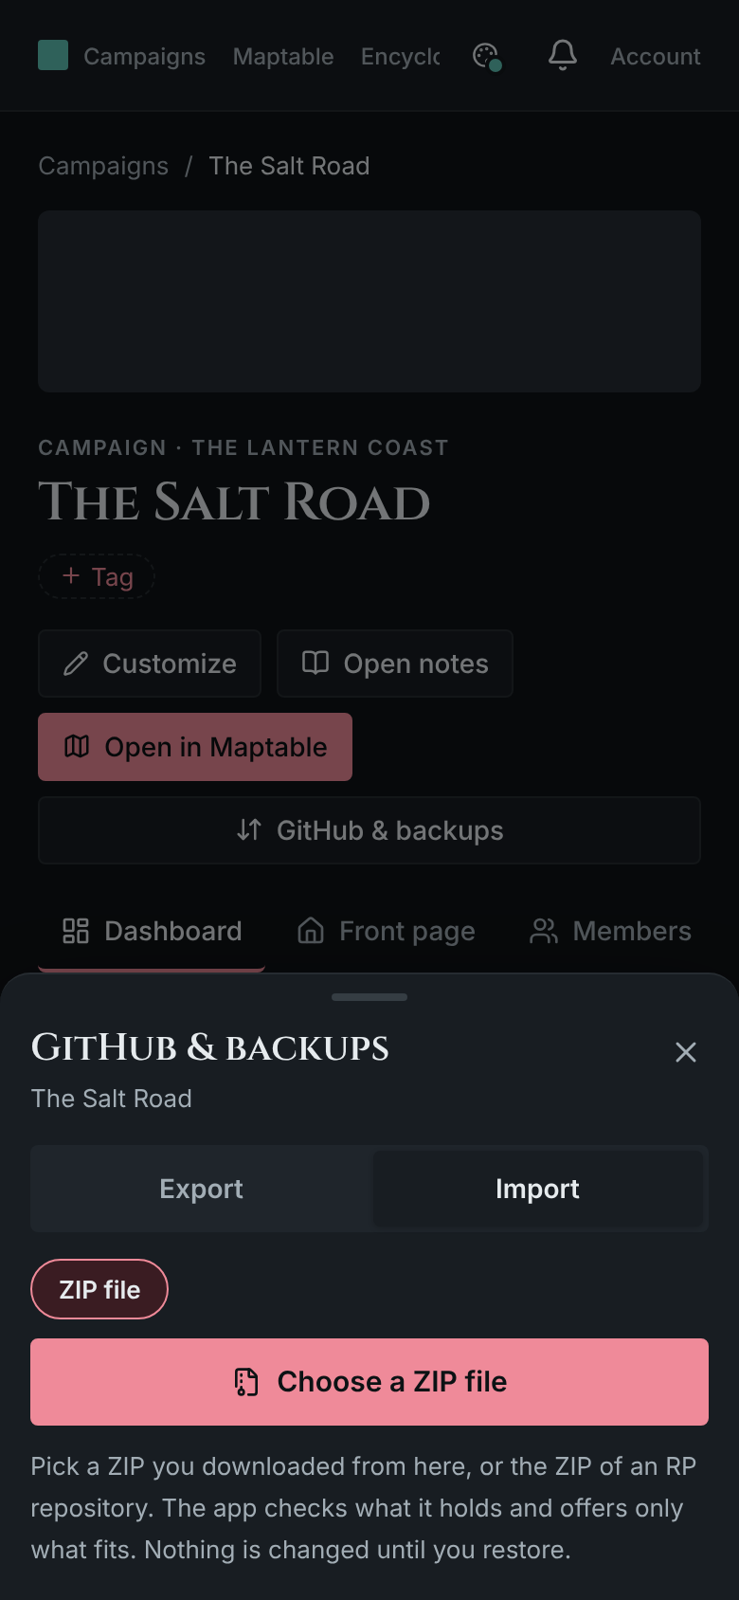 Campaigns Maptable Encyclc Account
Campaigns / The Salt Road
CAMPAIGN · THE LANTERN COAST
The Salt Road
+ Tag
Customize Open notes
Open in Maptable
GitHub & backups
Dashboard Front page Members
GitHub & backups
The Salt Road
Export Import
ZIP file
Choose a ZIP file
Pick a ZIP you downloaded from here, or the ZIP of an RP
repository. The app checks what it holds and offers only
what fits. Nothing is changed until you restore.